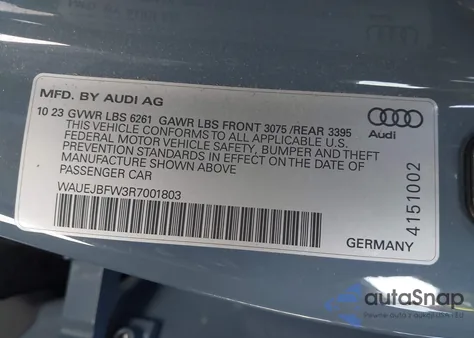 MFD. BY AUDI AG
10 23 GVWR LBS 6261 GAWR LBS FRONT 3075 /REAR 3395
THIS VEHICLE CONFORMS TO ALL APPLICABLE U.S.
FEDERAL MOTOR VEHICLE SAFETY, BUMPER AND THEFT
PREVENTION STANDARDS IN EFFECT ON THE DATE OF
MANUFACTURE SHOWN ABOVE
PASSENGER CAR
WAUEJBFW3R7001803
Audi
4151002
GERMANY
autoSnap